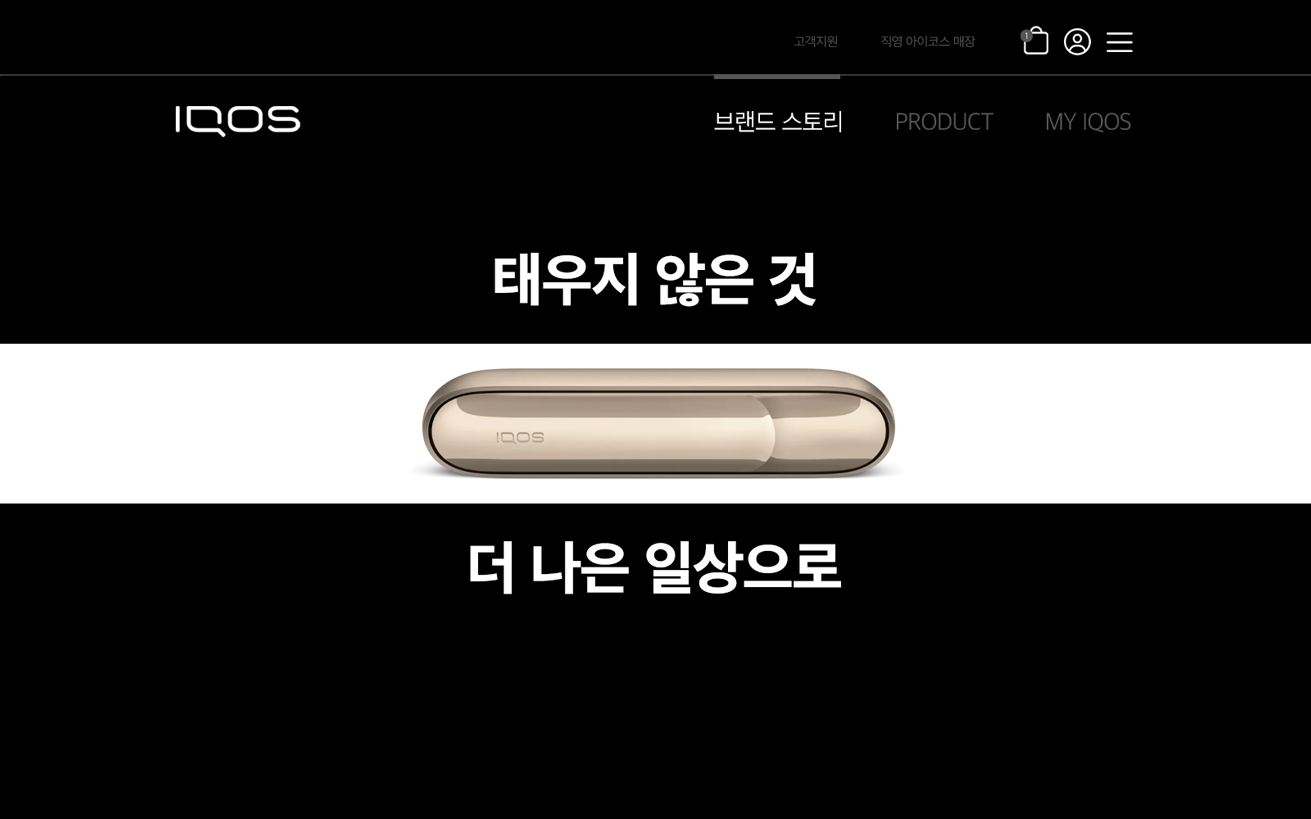 고객지원
직영 아이코스 매장
1
IQOS
브랜드 스토리
PRODUCT
MY IQOS
태우지 않은 것
IQOS
더 나은 일상으로